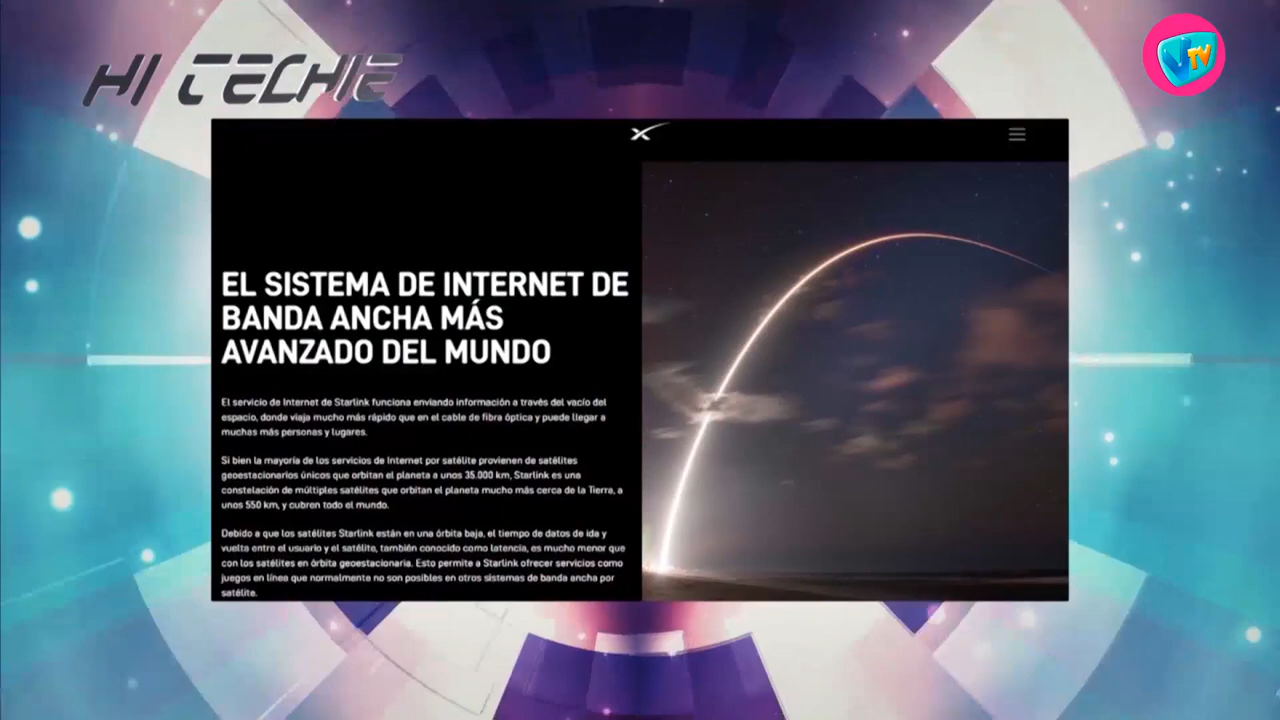 HI TECHIE
VTV
X
EL SISTEMA DE INTERNET DE
BANDA ANCHA MÁS
AVANZADO DEL MUNDO
El servicio de Internet de Starlink funciona enviando información a través del vacío del
espacio, donde viaja mucho más rápido que en el cable de fibra óptica y puede llegar a
muchas más personas y lugares.
Si bien la mayoría de los servicios de Internet por satélite provienen de satélites
geoestacionarios únicos que orbitan el planeta a unos 35.000 km, Starlink es una
constelación de múltiples satélites que orbitan el planeta mucho más cerca de la Tierra, a
unos 550 km, y cubren todo el mundo.
Debido a que los satélites Starlink están en una órbita baja, el tiempo de datos de ida y
vuelta entre el usuario y el satélite, también conocido como latencia, es mucho menor que
con los satélites en órbita geoestacionaria. Esto permite a Starlink ofrecer servicios como
juegos en línea que normalmente no son posibles en otros sistemas de banda ancha por
satélite.